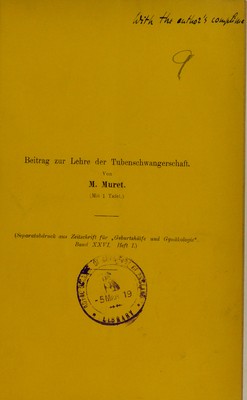 With the author's compliments
9
Beitrag zur Lehre der Tubenschwangerschaft.
Von
M. Muret.
(Mit 1 Tafel.)
(Separatabdruck aus Zeitschrift für „Geburtshülfe und Gynäkologie“.
Band XXVI. Heft 1.)
LIBRARY